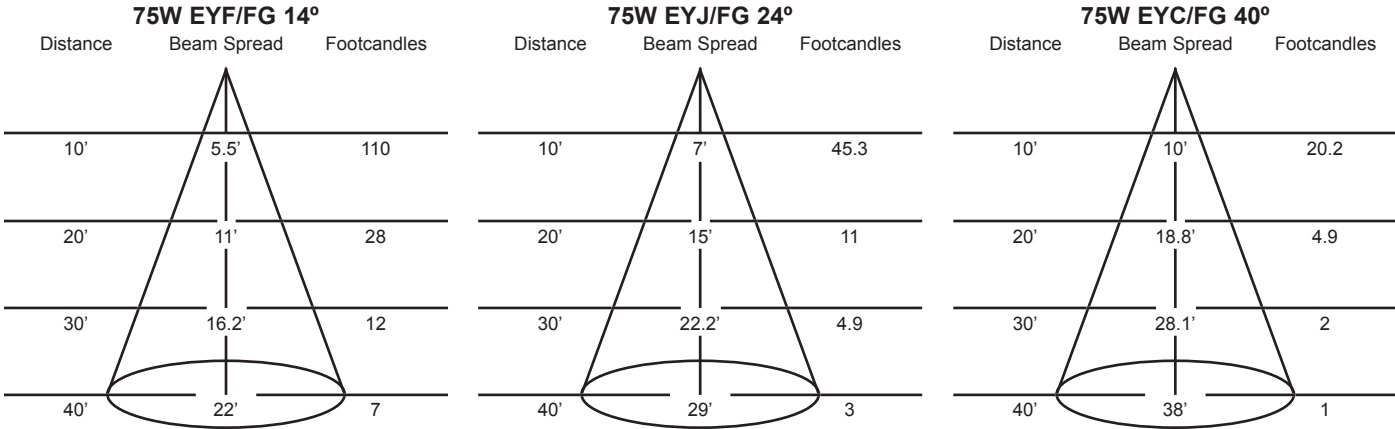 75W EYF/FG 14º
Distance Beam Spread Footcandles
10’ 5.5’ 110
20’ 11’ 28
30’ 16.2’ 12
40’ 22’ 7
75W EYJ/FG 24º
Distance Beam Spread Footcandles
10’ 7’ 45.3
20’ 15’ 11
30’ 22.2’ 4.9
40’ 29’ 3
75W EYC/FG 40º
Distance Beam Spread Footcandles
10’ 10’ 20.2
20’ 18.8’ 4.9
30’ 28.1’ 2
40’ 38’ 1